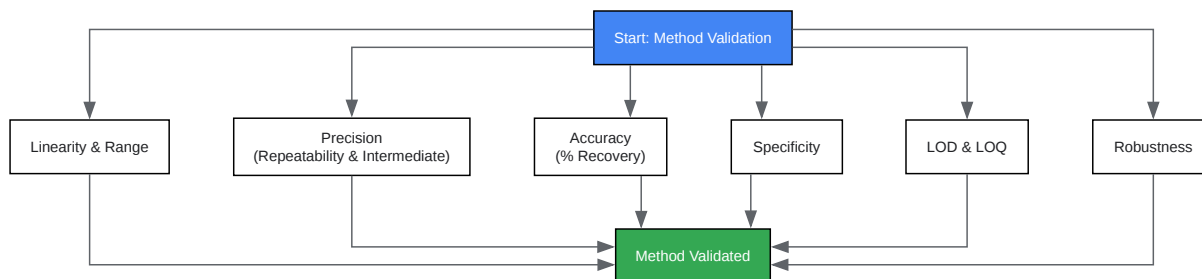 Start: Method Validation
Linearity & Range
Precision
(Repeatability & Intermediate)
Accuracy
(% Recovery)
Specificity
LOD & LOQ
Robustness
Method Validated